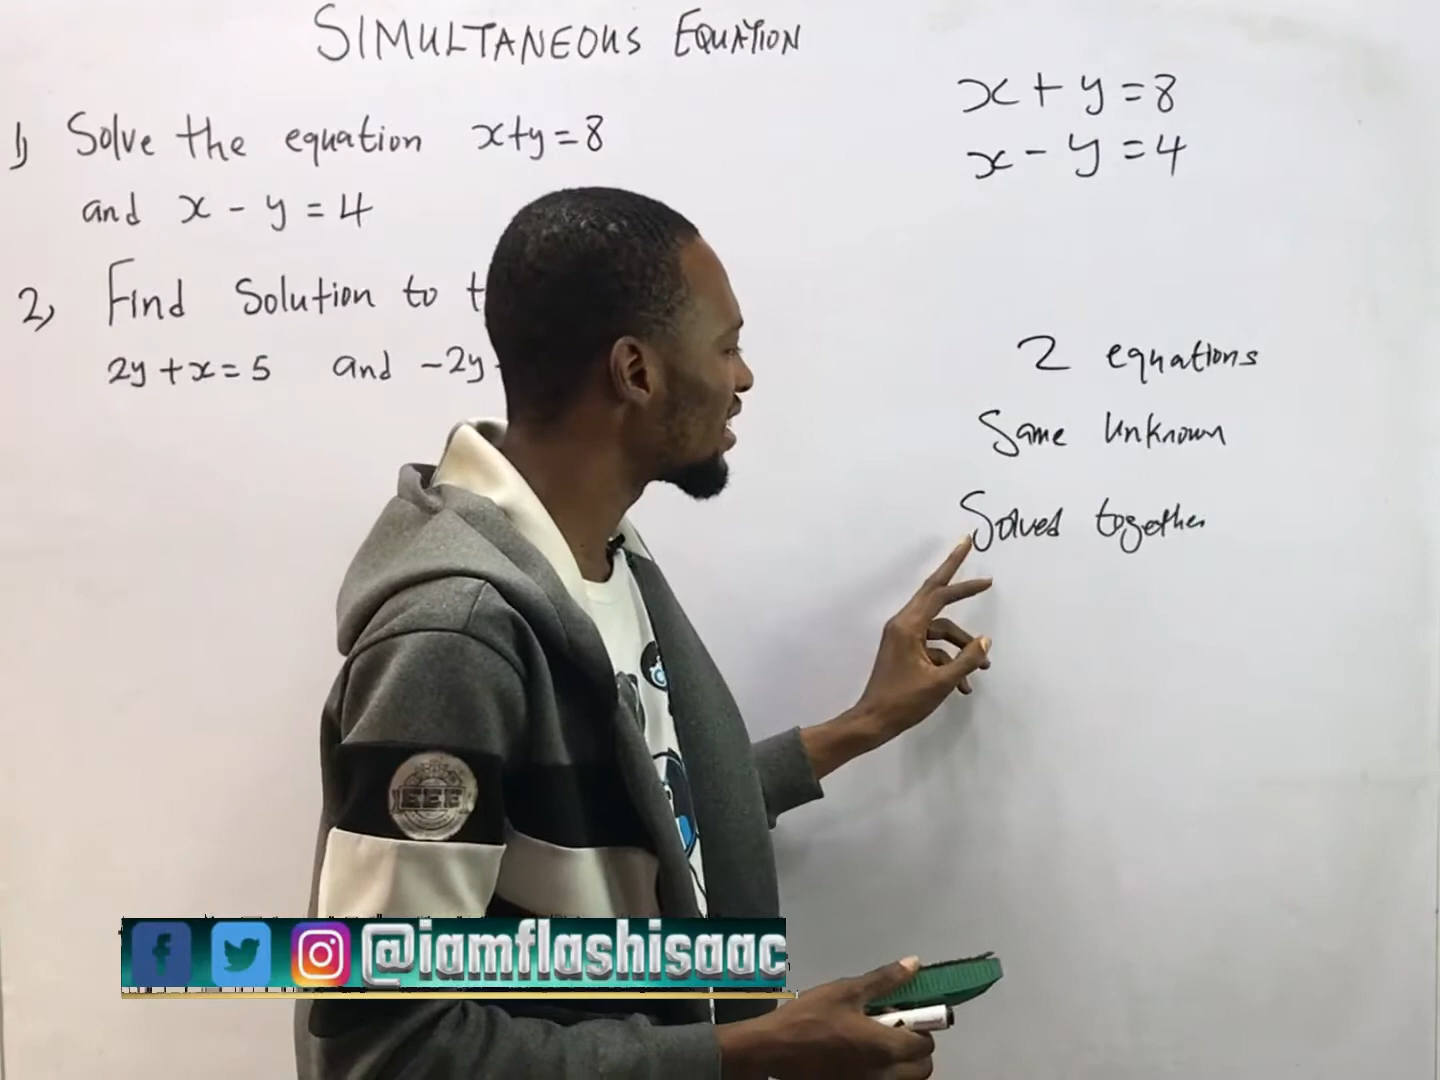 SIMULTANEOUS EQUATION
1) Solve the equation x+y=8
and x - y = 4
2) Find Solution to
2y + x = 5 and -2y
x + y = 8
x - y = 4
2 equations
Same Unknown
Solved together
EEE
@iamflashisaac